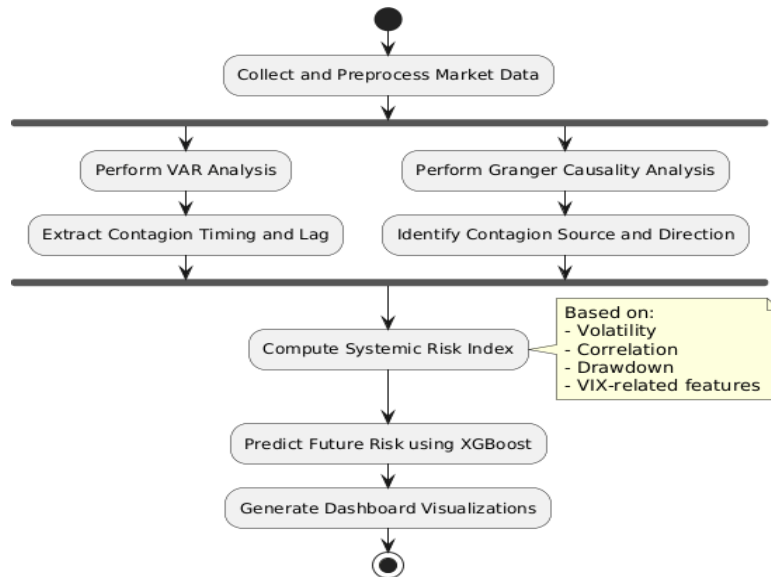 Collect and Preprocess Market Data
Perform VAR Analysis
Perform Granger Causality Analysis
Extract Contagion Timing and Lag
Identify Contagion Source and Direction
Compute Systemic Risk Index
Based on:
- Volatility
- Correlation
- Drawdown
- VIX-related features
Predict Future Risk using XGBoost
Generate Dashboard Visualizations